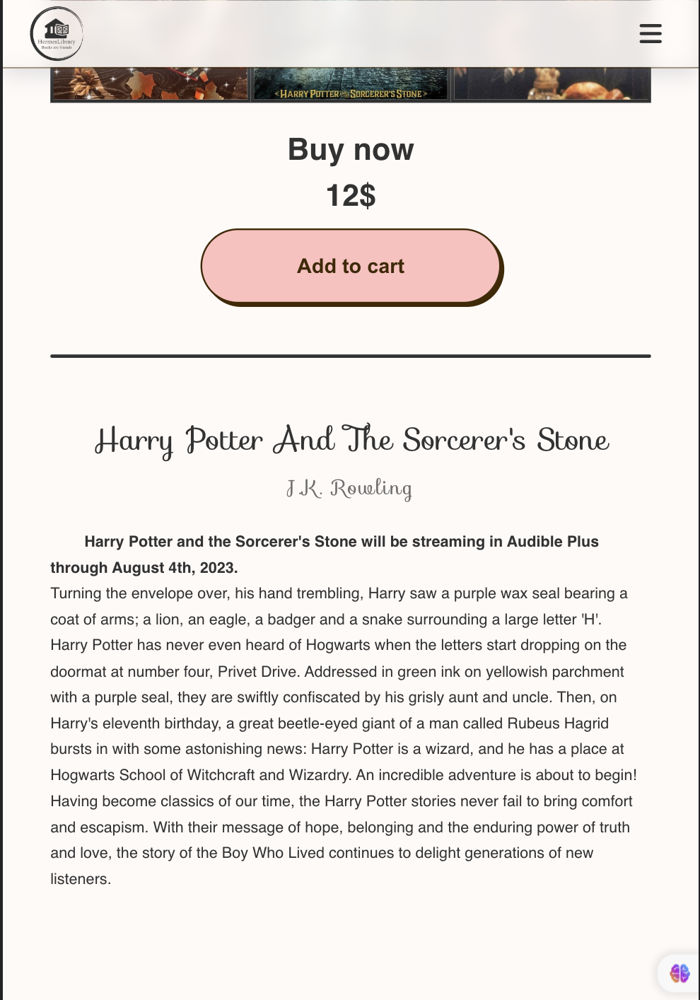 HermesLibrary
Books are friends
HARRY POTTER AND THE SORCERER'S STONE
Buy now
12$
Add to cart
Harry Potter And The Sorcerer's Stone
J.K. Rowling
Harry Potter and the Sorcerer's Stone will be streaming in Audible Plus
through August 4th, 2023.
Turning the envelope over, his hand trembling, Harry saw a purple wax seal bearing a
coat of arms; a lion, an eagle, a badger and a snake surrounding a large letter 'H'.
Harry Potter has never even heard of Hogwarts when the letters start dropping on the
doormat at number four, Privet Drive. Addressed in green ink on yellowish parchment
with a purple seal, they are swiftly confiscated by his grisly aunt and uncle. Then, on
Harry's eleventh birthday, a great beetle-eyed giant of a man called Rubeus Hagrid
bursts in with some astonishing news: Harry Potter is a wizard, and he has a place at
Hogwarts School of Witchcraft and Wizardry. An incredible adventure is about to begin!
Having become classics of our time, the Harry Potter stories never fail to bring comfort
and escapism. With their message of hope, belonging and the enduring power of truth
and love, the story of the Boy Who Lived continues to delight generations of new
listeners.